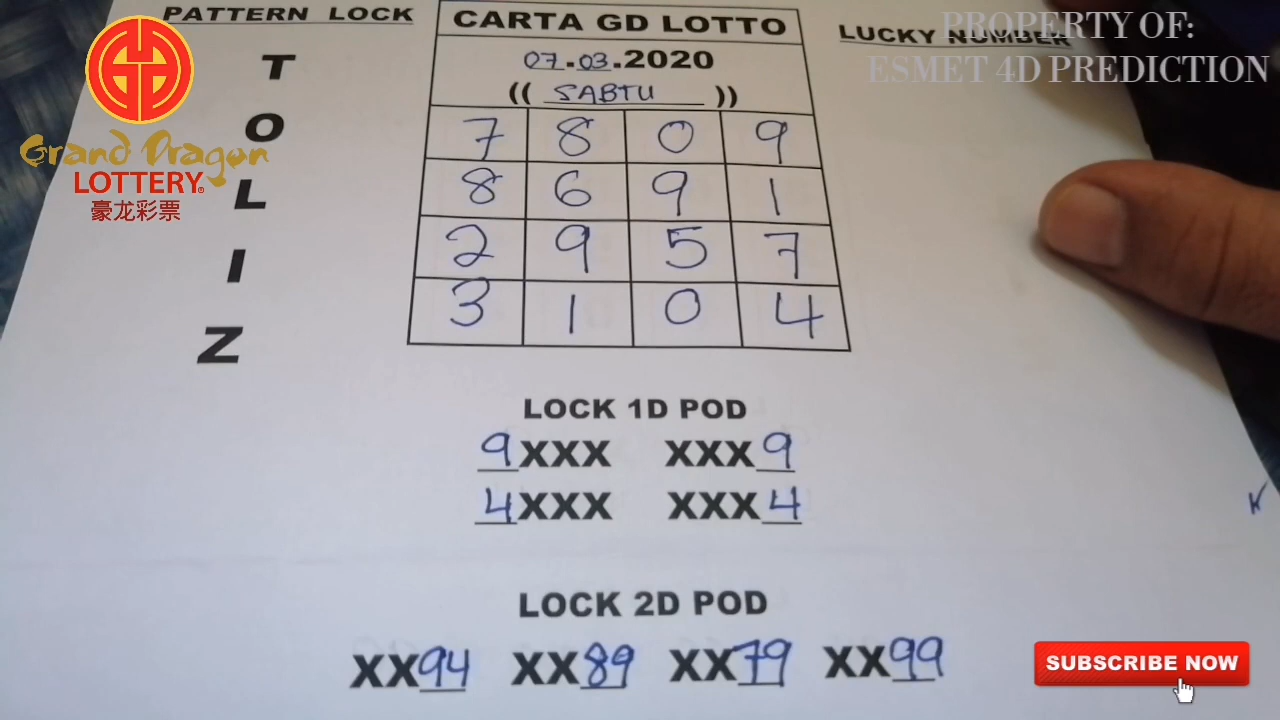 PATTERN LOCK
CARTA GD LOTTO
LUCKY NUMBER
PROPERTY OF:
ESMET 4D PREDICTION
07.03.2020
(( SABTU ))
T
O
L
I
Z
Grand Dragon
LOTTERY
豪龙彩票
7 8 0 9
8 6 9 1
2 9 5 7
3 1 0 4
LOCK 1D POD
9XXX XXX9
4XXX XXX4
LOCK 2D POD
XX94 XX89 XX79 XX99
SUBSCRIBE NOW